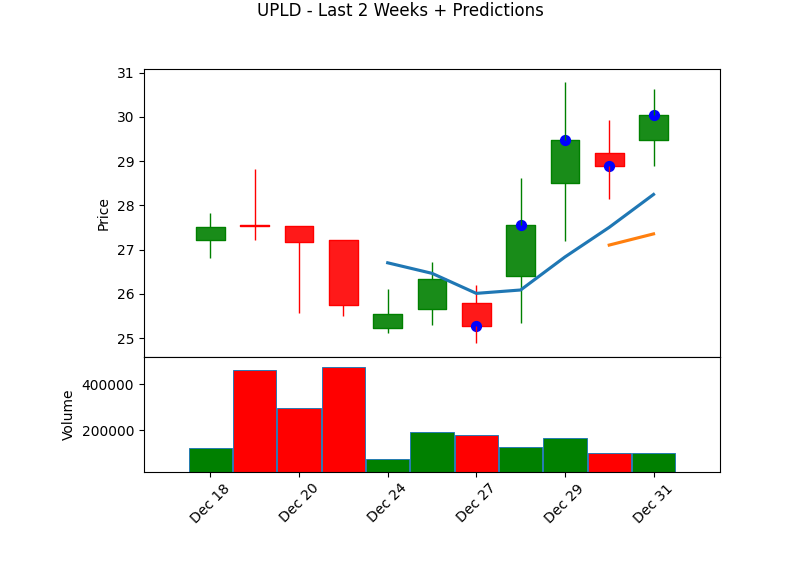 UPLD - Last 2 Weeks + Predictions
31
30
29
28
27
26
25
Price
400000
200000
Volume
Dec 18
Dec 20
Dec 24
Dec 27
Dec 29
Dec 31